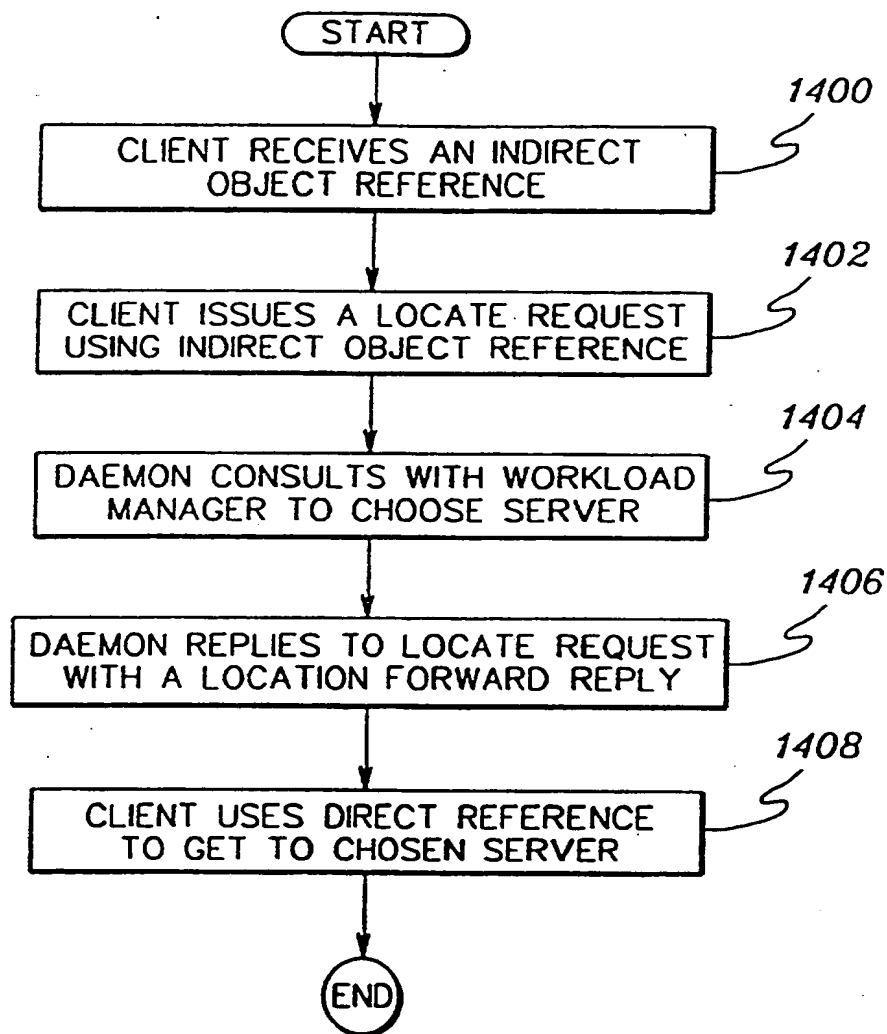 START
1400
CLIENT RECEIVES AN INDIRECT
OBJECT REFERENCE
1402
CLIENT ISSUES A LOCATE REQUEST
USING INDIRECT OBJECT REFERENCE
1404
DAEMON CONSULTS WITH WORKLOAD
MANAGER TO CHOOSE SERVER
1406
DAEMON REPLIES TO LOCATE REQUEST
WITH A LOCATION FORWARD REPLY
1408
CLIENT USES DIRECT REFERENCE
TO GET TO CHOSEN SERVER
END